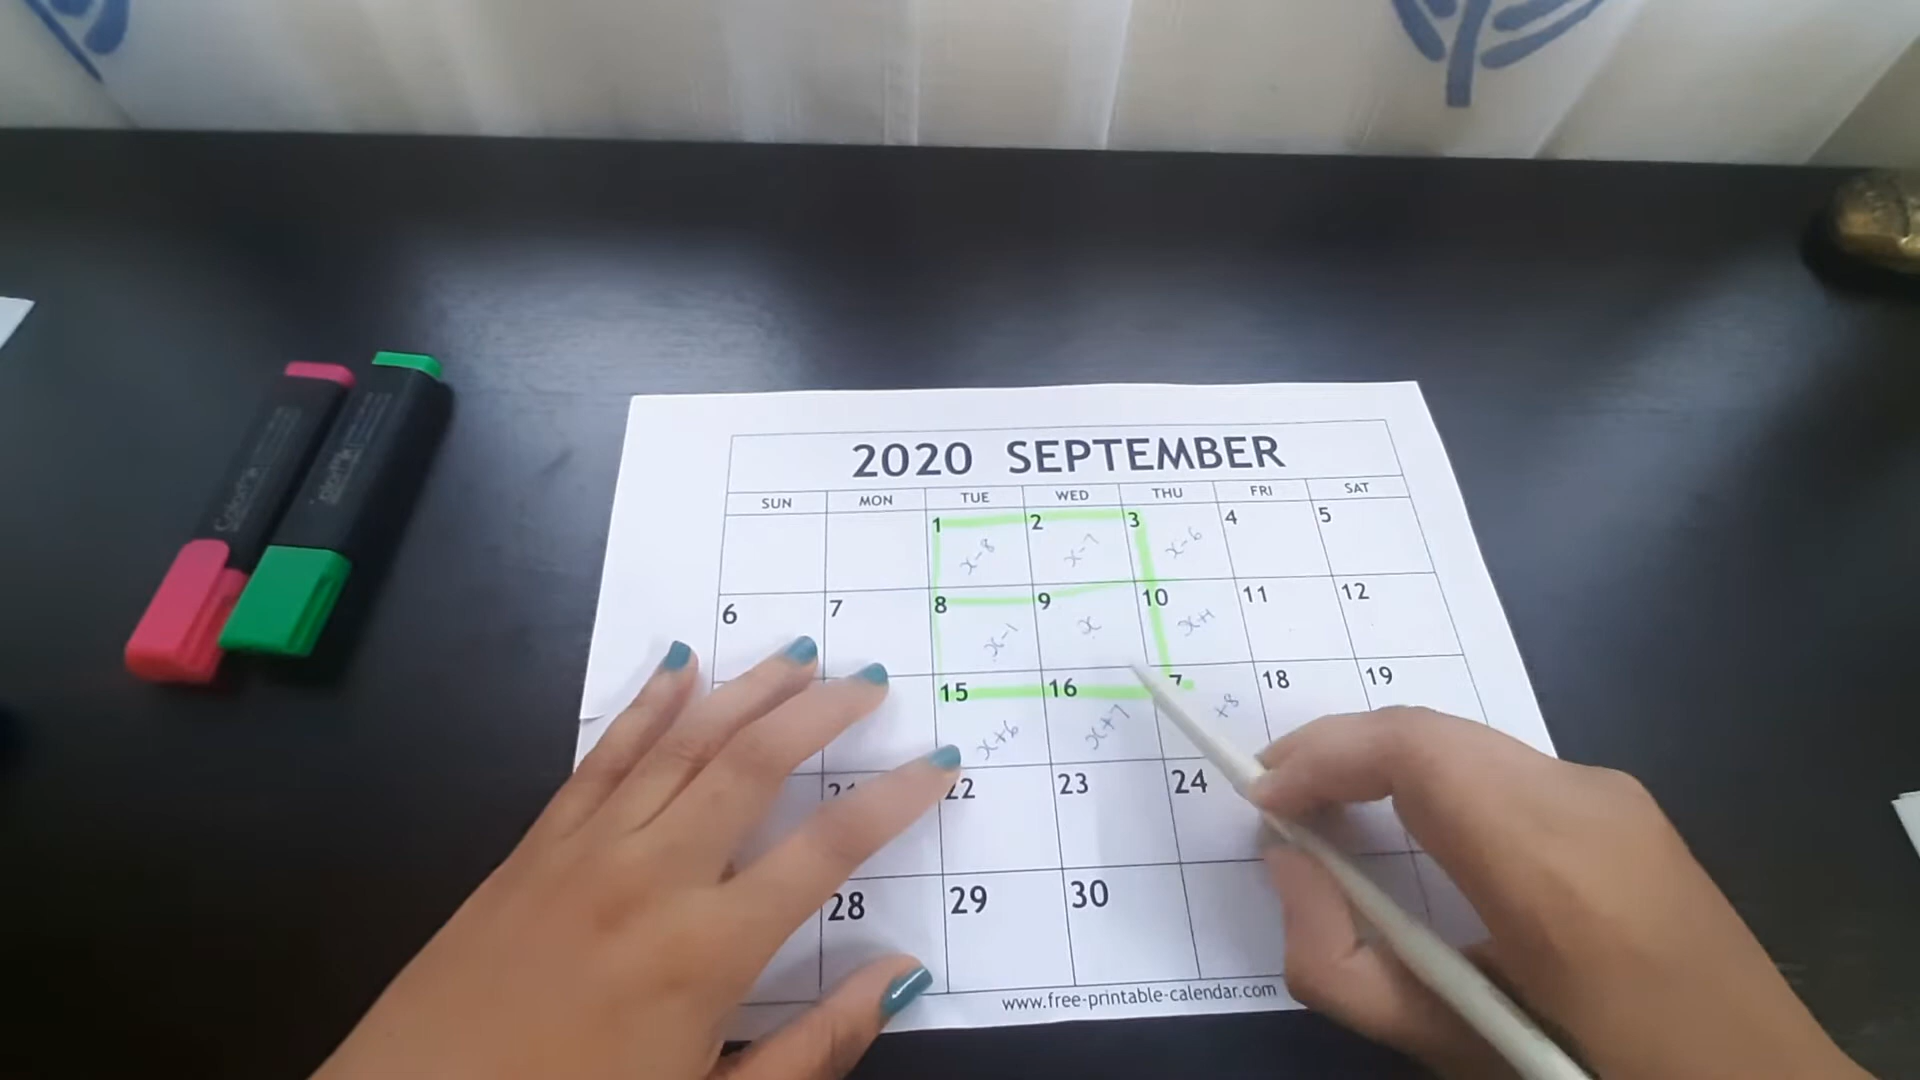 2020 SEPTEMBER
SUN MON TUE WED THU FRI SAT
1 2 3 4 5
x-8 x-7 x-6
6 7 8 9 10 11 12
x-1 x x+1
15 16 7 18 19
x+6 x+7 +8
22 23 24
28 29 30
www.free-printable-calendar.com
Colormate